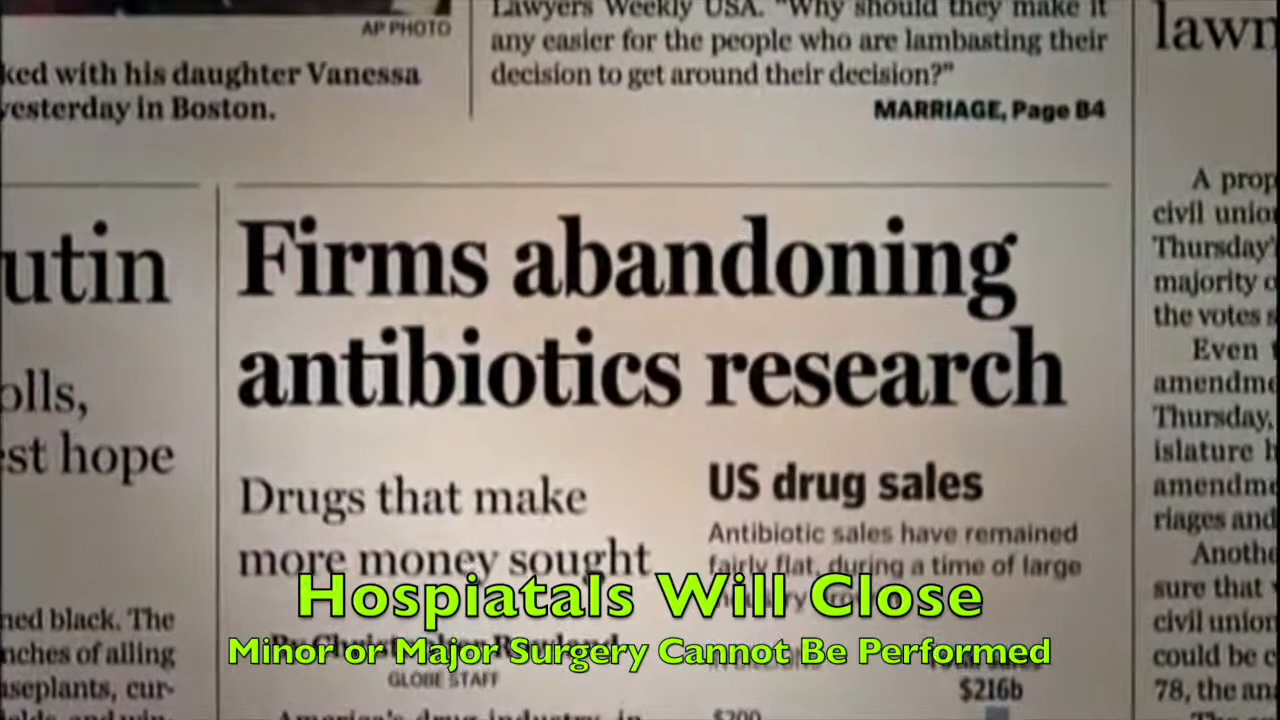 AP PHOTO
ked with his daughter Vanessa
yesterday in Boston.
Lawyers Weekly USA. "Why should they make it
any easier for the people who are lambasting their
decision to get around their decision?"
MARRIAGE, Page B4
lawn
utin
olls,
st hope
ned black. The
nches of ailing
aseplants, cur-
Firms abandoning
antibiotics research
Drugs that make
more money sought
GLOBE STAFF
America's drug industry, in
US drug sales
Antibiotic sales have remained
fairly flat, during a time of large
$216b
$200
Hospiatals Will Close
Minor or Major Surgery Cannot Be Performed
A prop
civil union
Thursday'
majority o
the votes s
Even
amendme
Thursday,
islature h
amendme
riages and
Anothe
sure that
civil union
could be c
78, the an